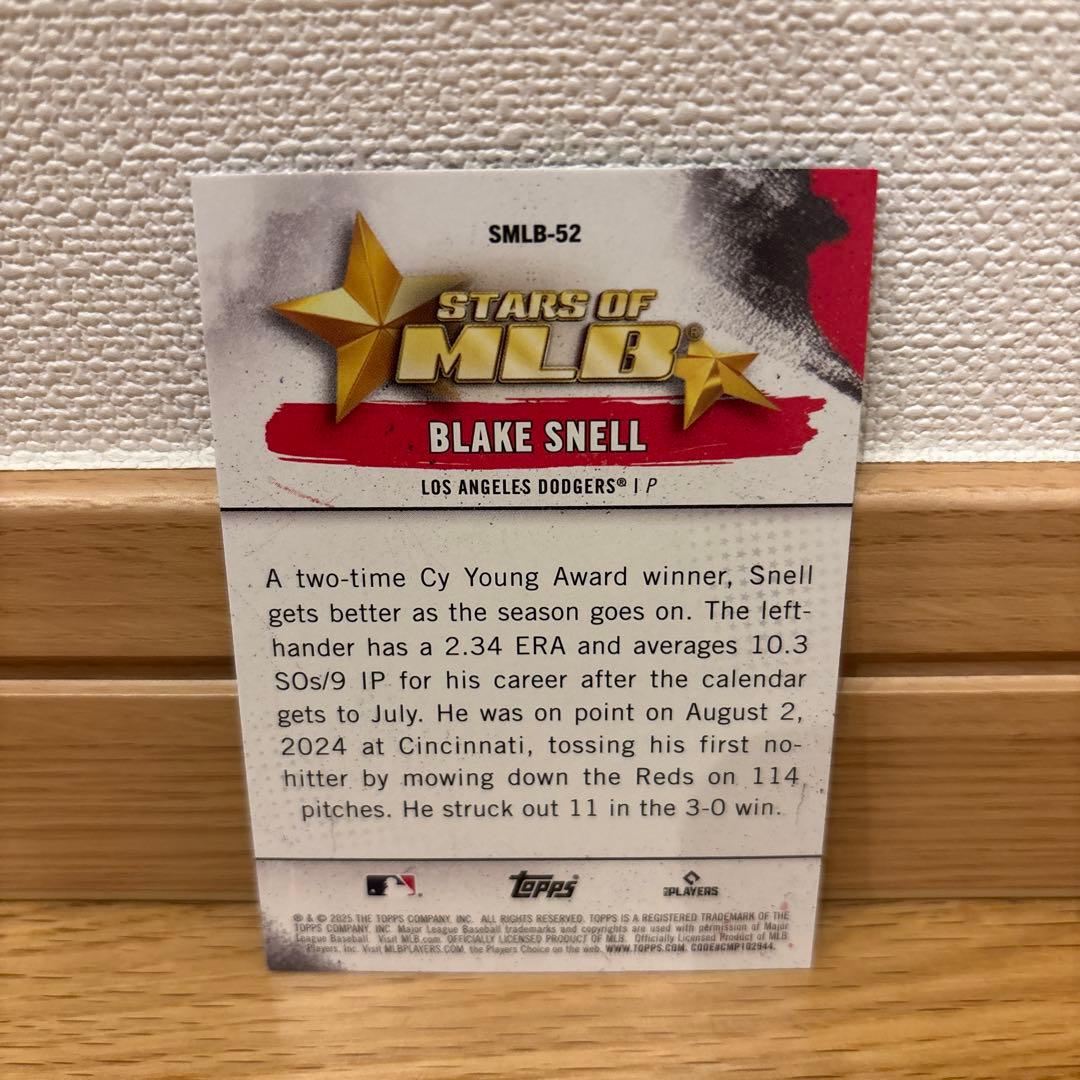 SMLB-52
STARS OF
MLB®
BLAKE SNELL
LOS ANGELES DODGERS® | P
A two-time Cy Young Award winner, Snell
gets better as the season goes on. The left-
hander has a 2.34 ERA and averages 10.3
SOs/9 IP for his career after the calendar
gets to July. He was on point on August 2,
2024 at Cincinnati, tossing his first no-
hitter by mowing down the Reds on 114
pitches. He struck out 11 in the 3-0 win.
Topps
PLAYERS
® & © 2025 THE TOPPS COMPANY, INC. ALL RIGHTS RESERVED. TOPPS IS A REGISTERED TRADEMARK OF THE
TOPPS COMPANY, INC. Major League Baseball trademarks and copyrights are used with permission of Major
League Baseball. Visit MLB.com. OFFICIALLY LICENSED PRODUCT OF MLB. Officially Licensed Product of MLB
Players, Inc. Visit MLBPLAYERS.COM, the Players Choice on the web. WWW.TOPPS.COM. CODE#CMP102944.